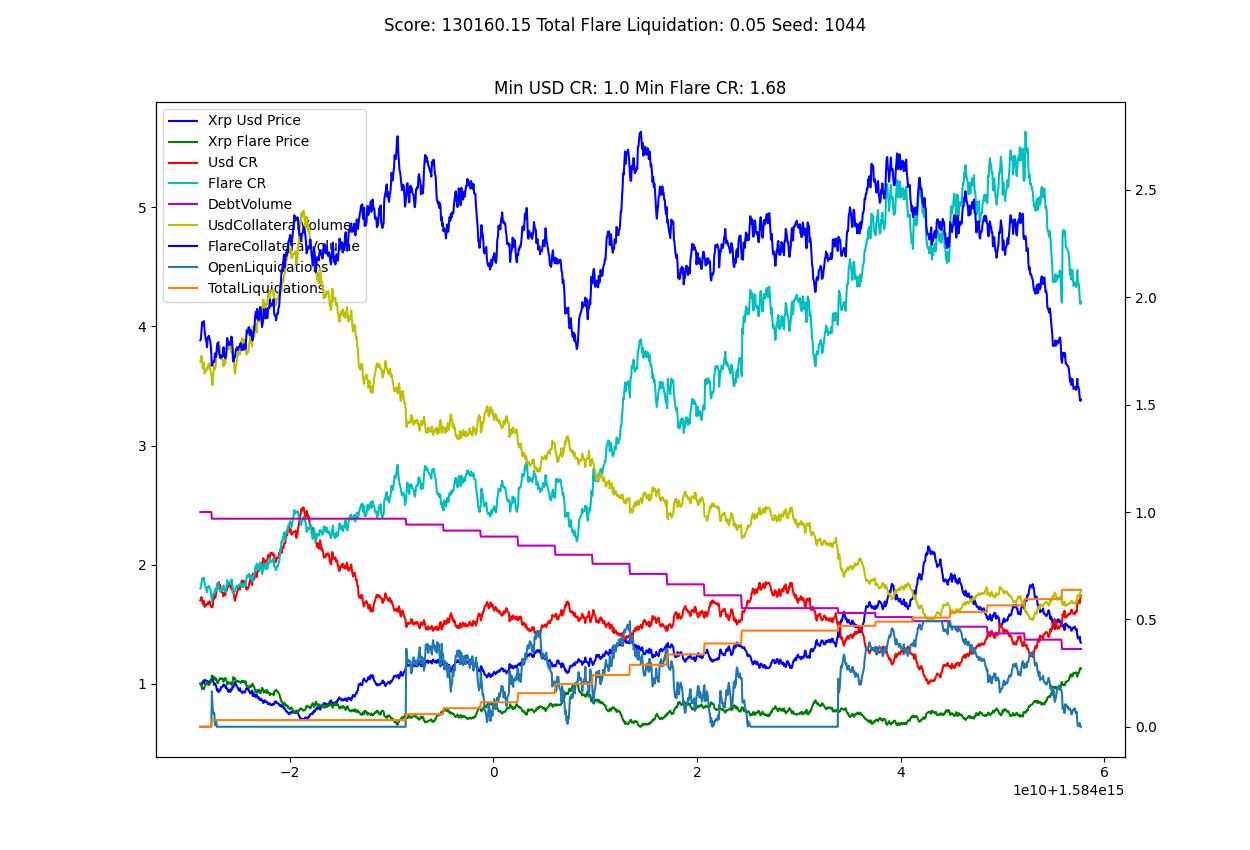 Score: 130160.15 Total Flare Liquidation: 0.05 Seed: 1044
Min USD CR: 1.0 Min Flare CR: 1.68
Xrp Usd Price
Xrp Flare Price
Usd CR
Flare CR
DebtVolume
UsdCollateralVolume
FlareCollateralVolume
OpenLiquidations
TotalLiquidations
5
4
3
2
1
2.5
2.0
1.5
1.0
0.5
0.0
−2
0
2
4
6
1e10+1.584e15